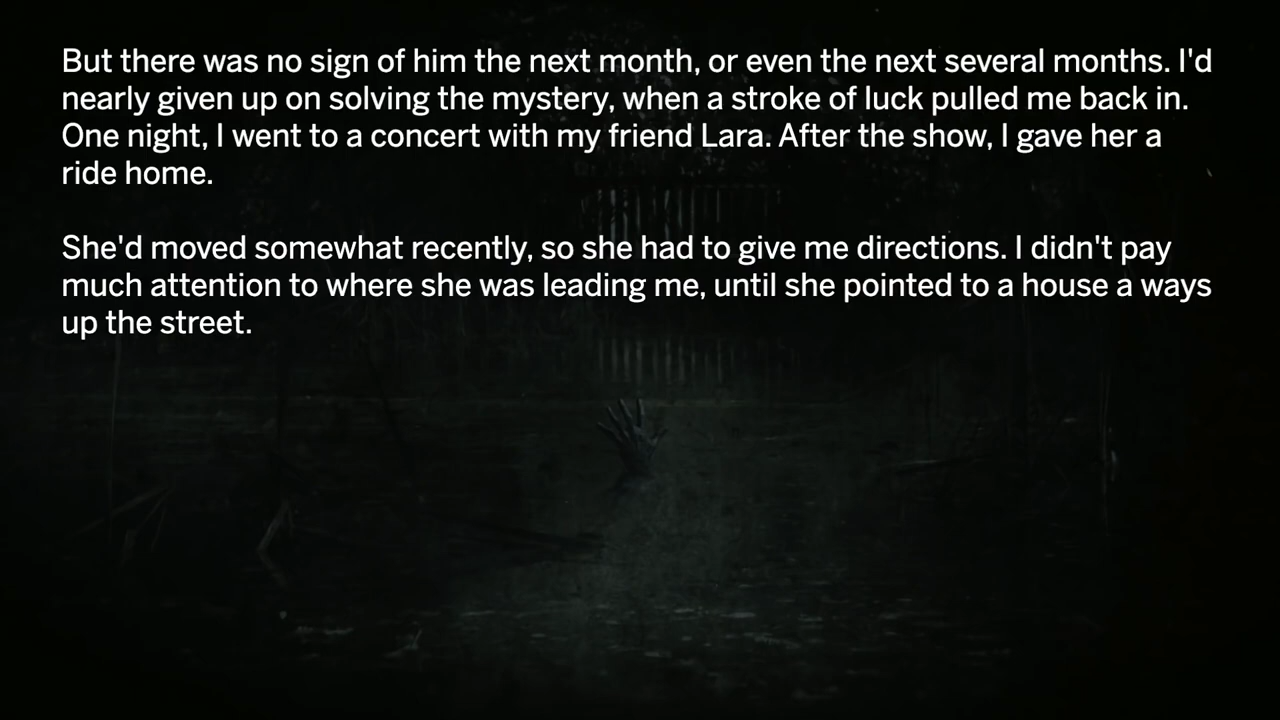 But there was no sign of him the next month, or even the next several months. I'd
nearly given up on solving the mystery, when a stroke of luck pulled me back in.
One night, I went to a concert with my friend Lara. After the show, I gave her a
ride home.
She'd moved somewhat recently, so she had to give me directions. I didn't pay
much attention to where she was leading me, until she pointed to a house a ways
up the street.